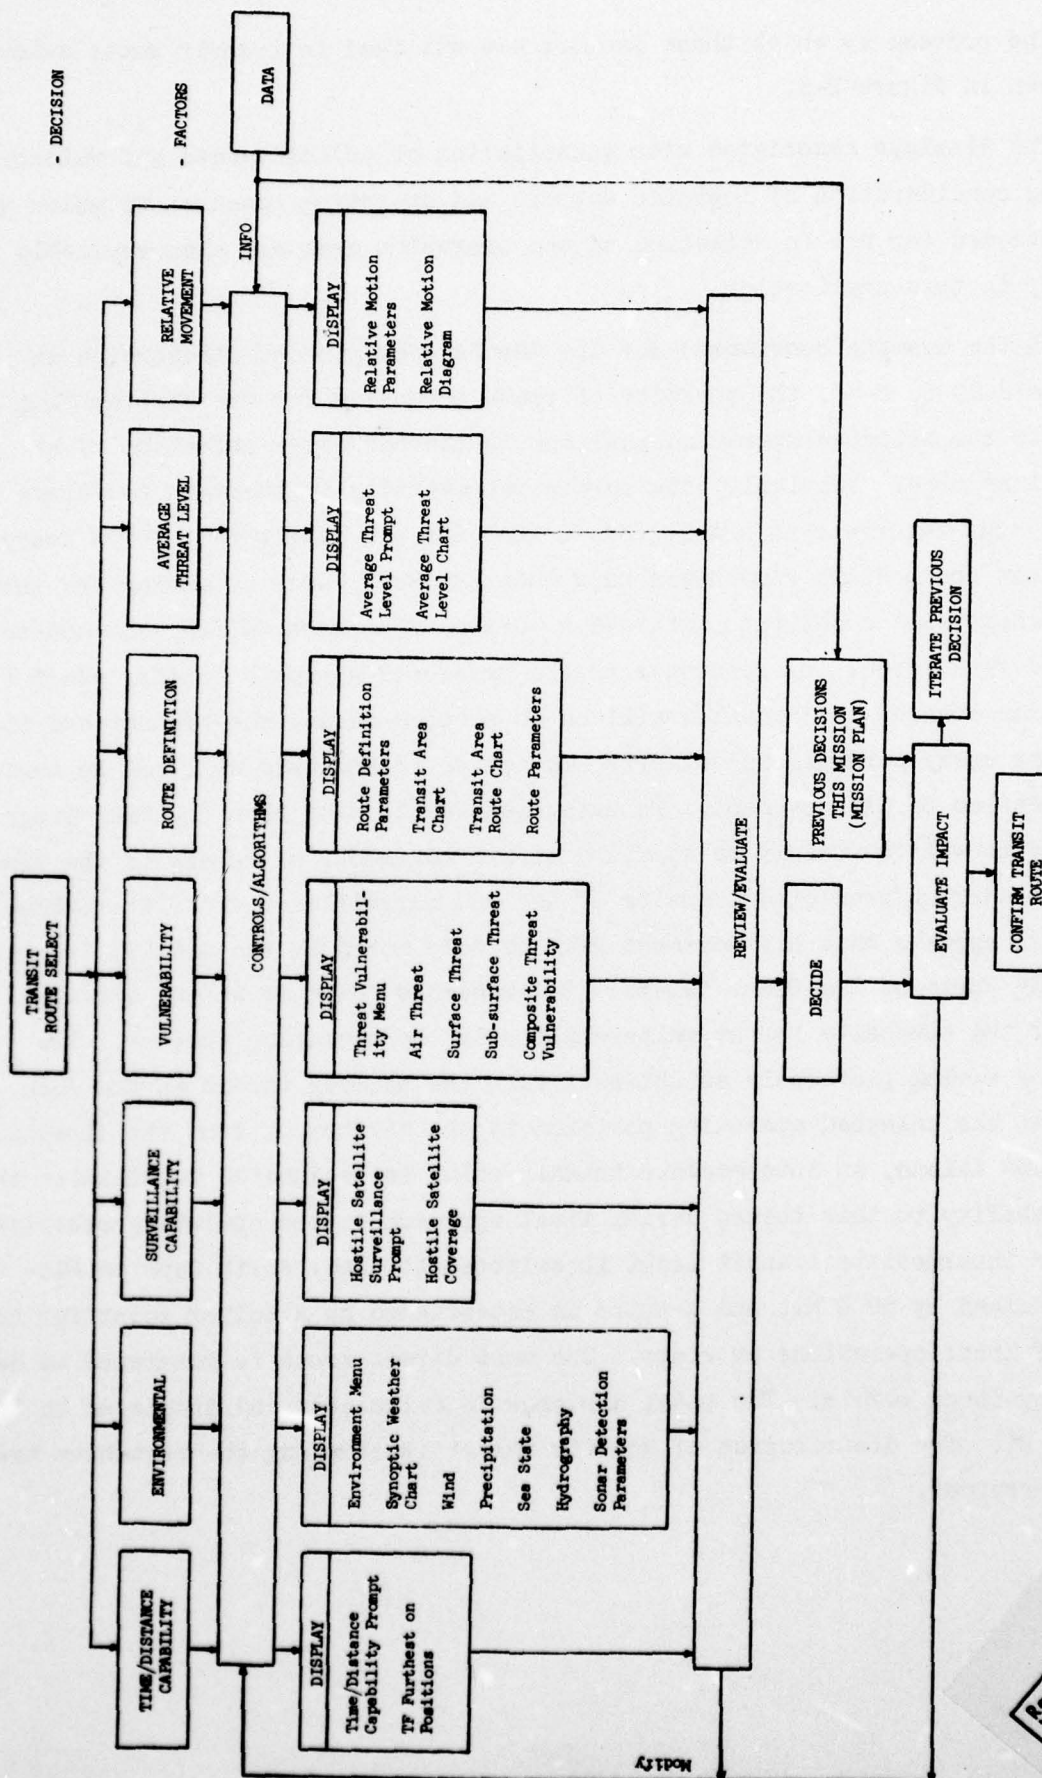 TRANSIT
ROUTE SELECT
- DECISION
TIME/DISTANCE
CAPABILITY
ENVIRONMENTAL
SURVEILLANCE
CAPABILITY
VULNERABILITY
ROUTE DEFINITION
AVERAGE
THREAT LEVEL
RELATIVE
MOVEMENT
- FACTORS
CONTROLS/ALGORITHMS
INFO
DATA
DISPLAY
Time/Distance
Capability Prompt
TF Furthest on
Positions
DISPLAY
Environment Menu
Synoptic Weather
Chart
Wind
Precipitation
Sea State
Hydrography
Sonar Detection
Parameters
DISPLAY
Hostile Satellite
Surveillance
Prompt
Hostile Satellite
Coverage
DISPLAY
Threat Vulnerabil-
ity Menu
Air Threat
Surface Threat
Sub-surface Threat
Composite Threat
Vulnerability
DISPLAY
Route Definition
Parameters
Transit Area
Chart
Transit Area
Route Chart
Route Parameters
DISPLAY
Average Threat
Level Prompt
Average Threat
Level Chart
DISPLAY
Relative Motion
Parameters
Relative Motion
Diagram
Modify
REVIEW/EVALUATE
DECIDE
PREVIOUS DECISIONS
THIS MISSION
(MISSION PLAN)
EVALUATE IMPACT
ITERATE PREVIOUS
DECISION
CONFIRM TRANSIT
ROUTE